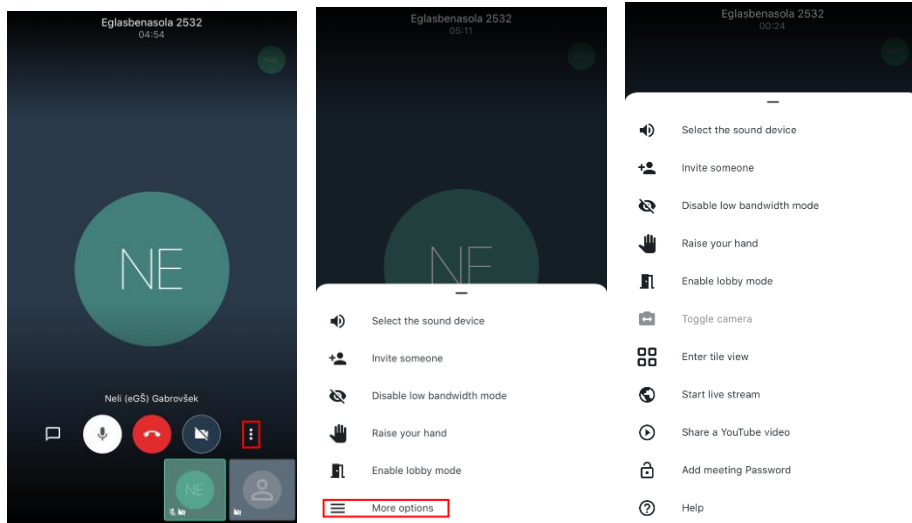 Eglasbenasola 2532
04:54
NE
Neli (eGŠ) Gabrovšek
NE
Eglasbenasola 2532
05:11
NE
Select the sound device
Invite someone
Disable low bandwidth mode
Raise your hand
Enable lobby mode
More options
Eglasbenasola 2532
00:24
Select the sound device
Invite someone
Disable low bandwidth mode
Raise your hand
Enable lobby mode
Toggle camera
Enter tile view
Start live stream
Share a YouTube video
Add meeting Password
Help